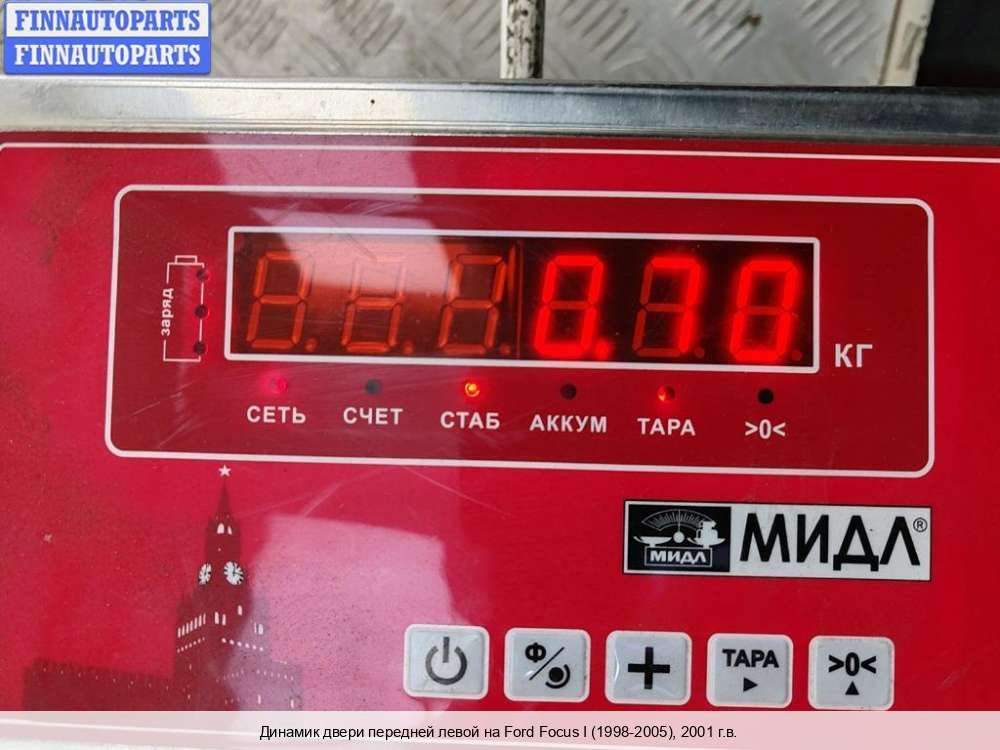 FINNAUTOPARTS
FINNAUTOPARTS
заряд
0.70
КГ
СЕТЬ СЧЕТ СТАБ АККУМ ТАРА >0<
МИДЛ
МИДЛ®
Ф
+
ТАРА
>0<
Динамик двери передней левой на Ford Focus I (1998-2005), 2001 г.в.